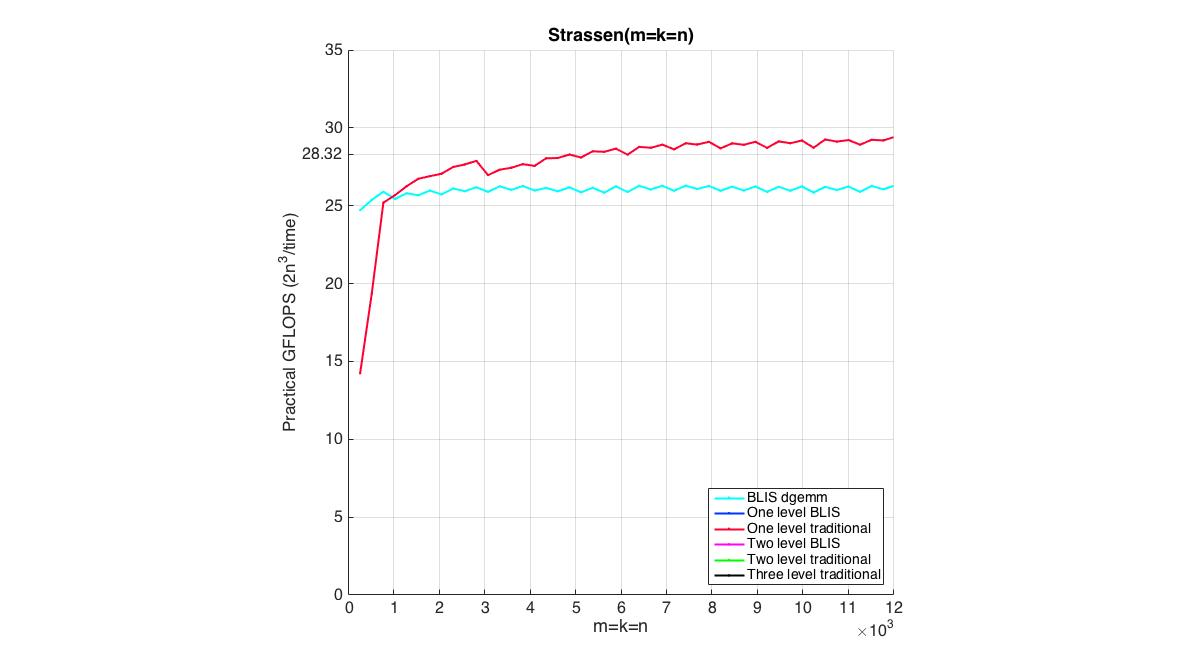 Strassen(m=k=n)
35
30
28.32
25
20
15
10
5
0
Practical GFLOPS (2n³/time)
BLIS dgemm
One level BLIS
One level traditional
Two level BLIS
Two level traditional
Three level traditional
0 1 2 3 4 5 6 7 8 9 10 11 12
m=k=n
×10³